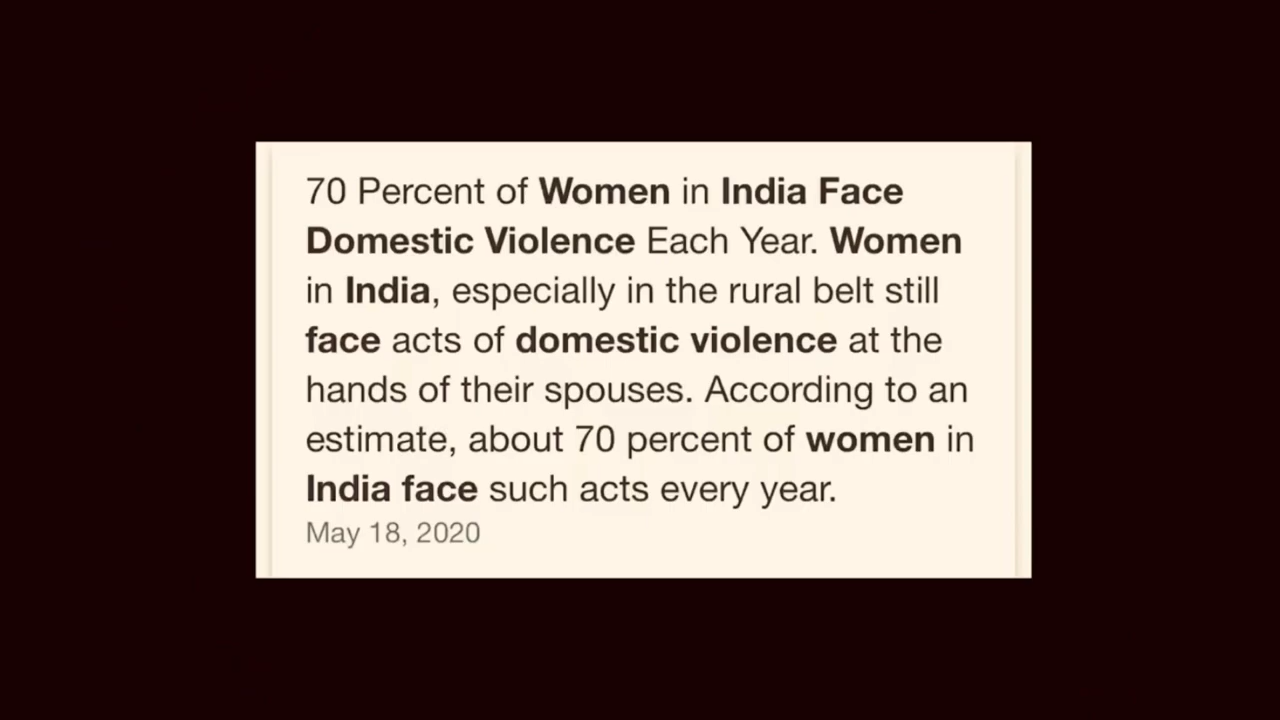 70 Percent of Women in India Face
Domestic Violence Each Year. Women
in India, especially in the rural belt still
face acts of domestic violence at the
hands of their spouses. According to an
estimate, about 70 percent of women in
India face such acts every year.
May 18, 2020